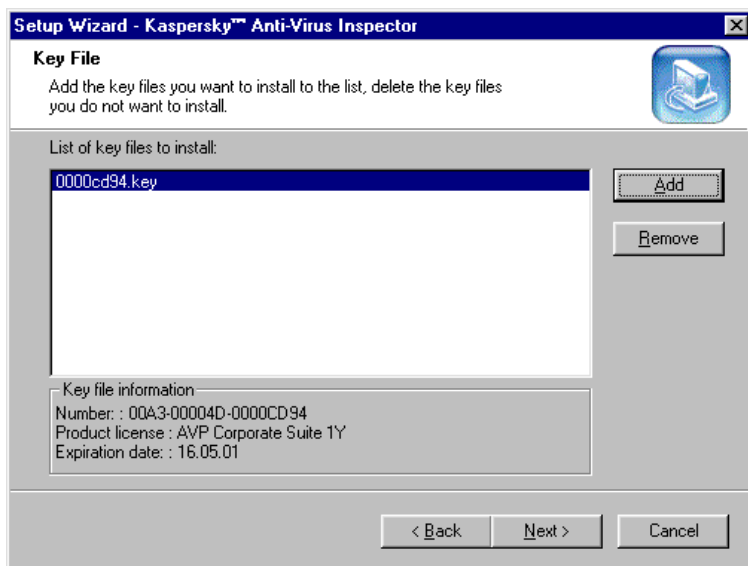 Setup Wizard - Kaspersky™ Anti-Virus Inspector
Key File
Add the key files you want to install to the list, delete the key files
you do not want to install.
List of key files to install:
0000cd94.key
Add
Remove
Key file information
Number: : 00A3-00004D-0000CD94
Product license : AVP Corporate Suite 1Y
Expiration date: : 16.05.01
< Back
Next >
Cancel